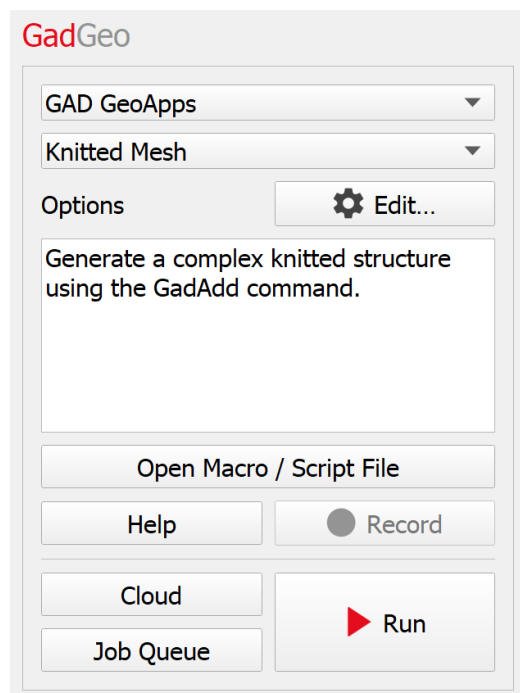 GadGeo
GAD GeoApps
Knitted Mesh
Options
Edit...
Generate a complex knitted structure
using the GadAdd command.
Open Macro / Script File
Help
Record
Cloud
Run
Job Queue